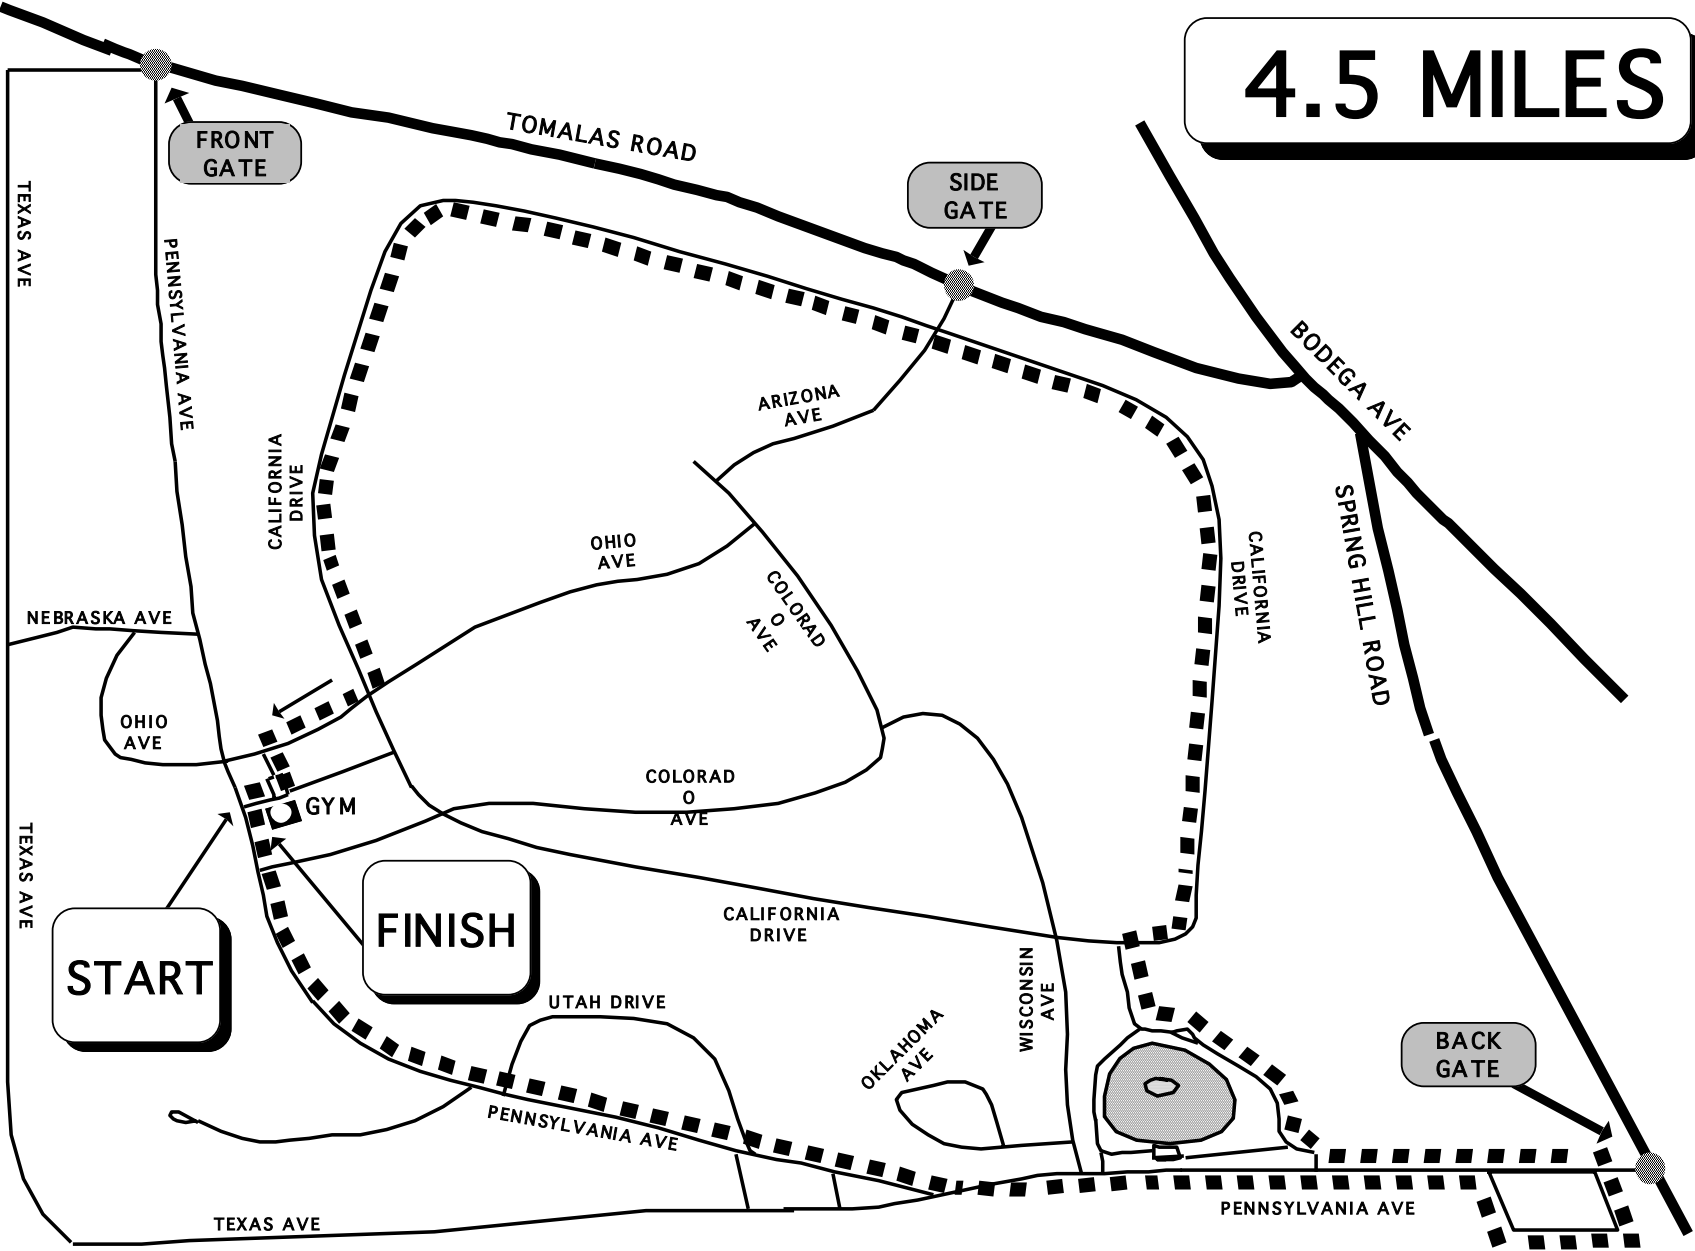 4.5 MILES
TOMALAS ROAD
FRONT
GATE
SIDE
GATE
TEXAS AVE
PENNSYLVANIA AVE
BODEGA AVE
ARIZONA
AVE
CALIFORNIA
DRIVE
SPRING HILL ROAD
OHIO
AVE
CALIFORNIA
DRIVE
COLORAD
O
AVE
NEBRASKA AVE
OHIO
AVE
COLORAD
O
AVE
GYM
TEXAS AVE
FINISH
CALIFORNIA
DRIVE
START
WISCONSIN
AVE
UTAH DRIVE
OKLAHOMA
AVE
BACK
GATE
PENNSYLVANIA AVE
PENNSYLVANIA AVE
TEXAS AVE